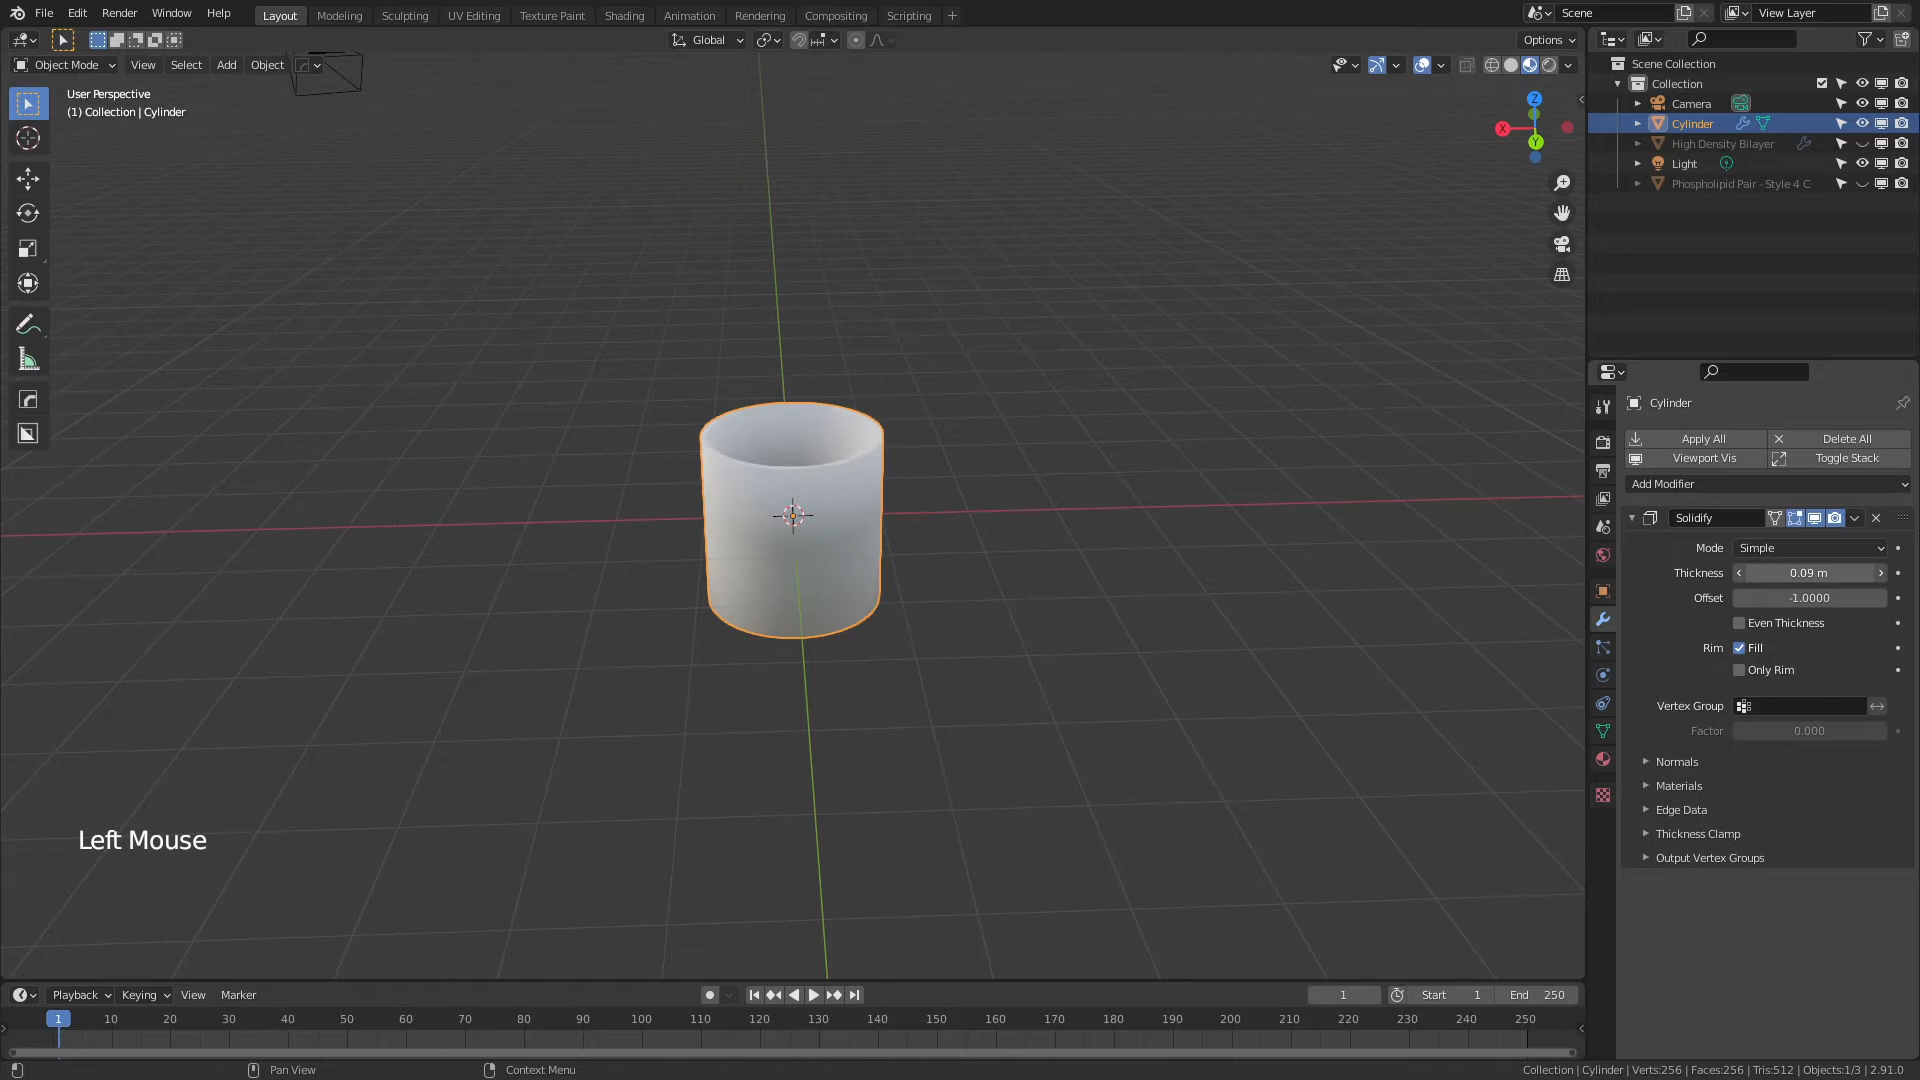 File Edit Render Window Help Layout Modeling Sculpting UV Editing Texture Paint Shading Animation Rendering Compositing Scripting + Scene View Layer
Global Options
Object Mode View Select Add Object
User Perspective
(1) Collection | Cylinder
Z
X
Y
Scene Collection
Collection
Camera
Cylinder
High Density Bilayer
Light
Phospholipid Pair - Style 4 C
Cylinder
Apply All Delete All
Viewport Vis Toggle Stack
Add Modifier
Solidify
Mode Simple
Thickness 0.09 m
Offset -1.0000
Even Thickness
Rim Fill
Only Rim
Vertex Group
Factor 0.000
Normals
Materials
Edge Data
Thickness Clamp
Output Vertex Groups
Left Mouse
Playback Keying View Marker 1 Start 1 End 250
1 10 20 30 40 50 60 70 80 90 100 110 120 130 140 150 160 170 180 190 200 210 220 230 240 250
Pan View Context Menu Collection | Cylinder | Verts:256 | Faces:256 | Tris:512 | Objects:1/3 | 2.91.0